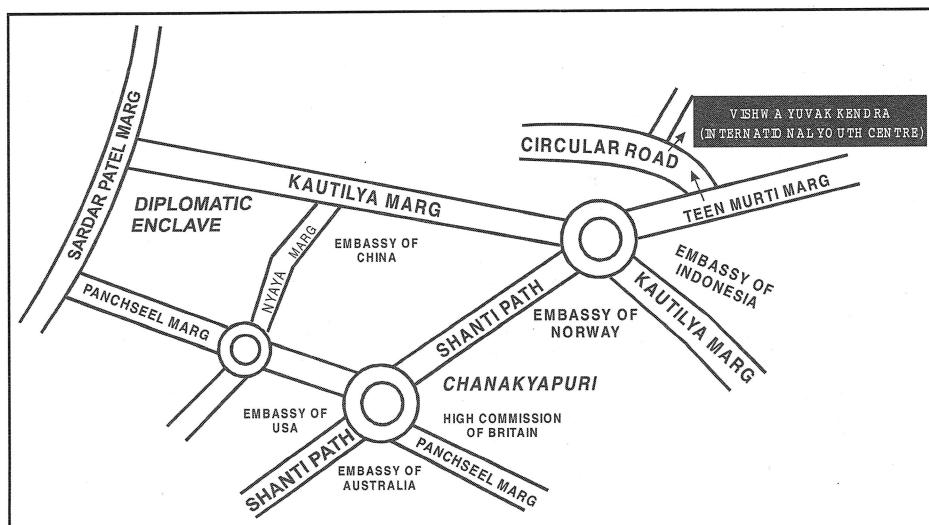 SARDAR PATEL MARG
VISHWA YUVAK KENDRA
(INTERNATIONAL YOUTH CENTRE)
CIRCULAR ROAD
KAUTILYA MARG
TEEN MURTI MARG
DIPLOMATIC
ENCLAVE
NYAYA MARG
EMBASSY OF
CHINA
EMBASSY OF
INDONESIA
PANCHSEEL MARG
SHANTI PATH
EMBASSY OF
NORWAY
KAUTILYA MARG
CHANAKYAPURI
EMBASSY OF
USA
HIGH COMMISSION
OF BRITAIN
SHANTI PATH
EMBASSY OF
AUSTRALIA
PANCHSEEL MARG